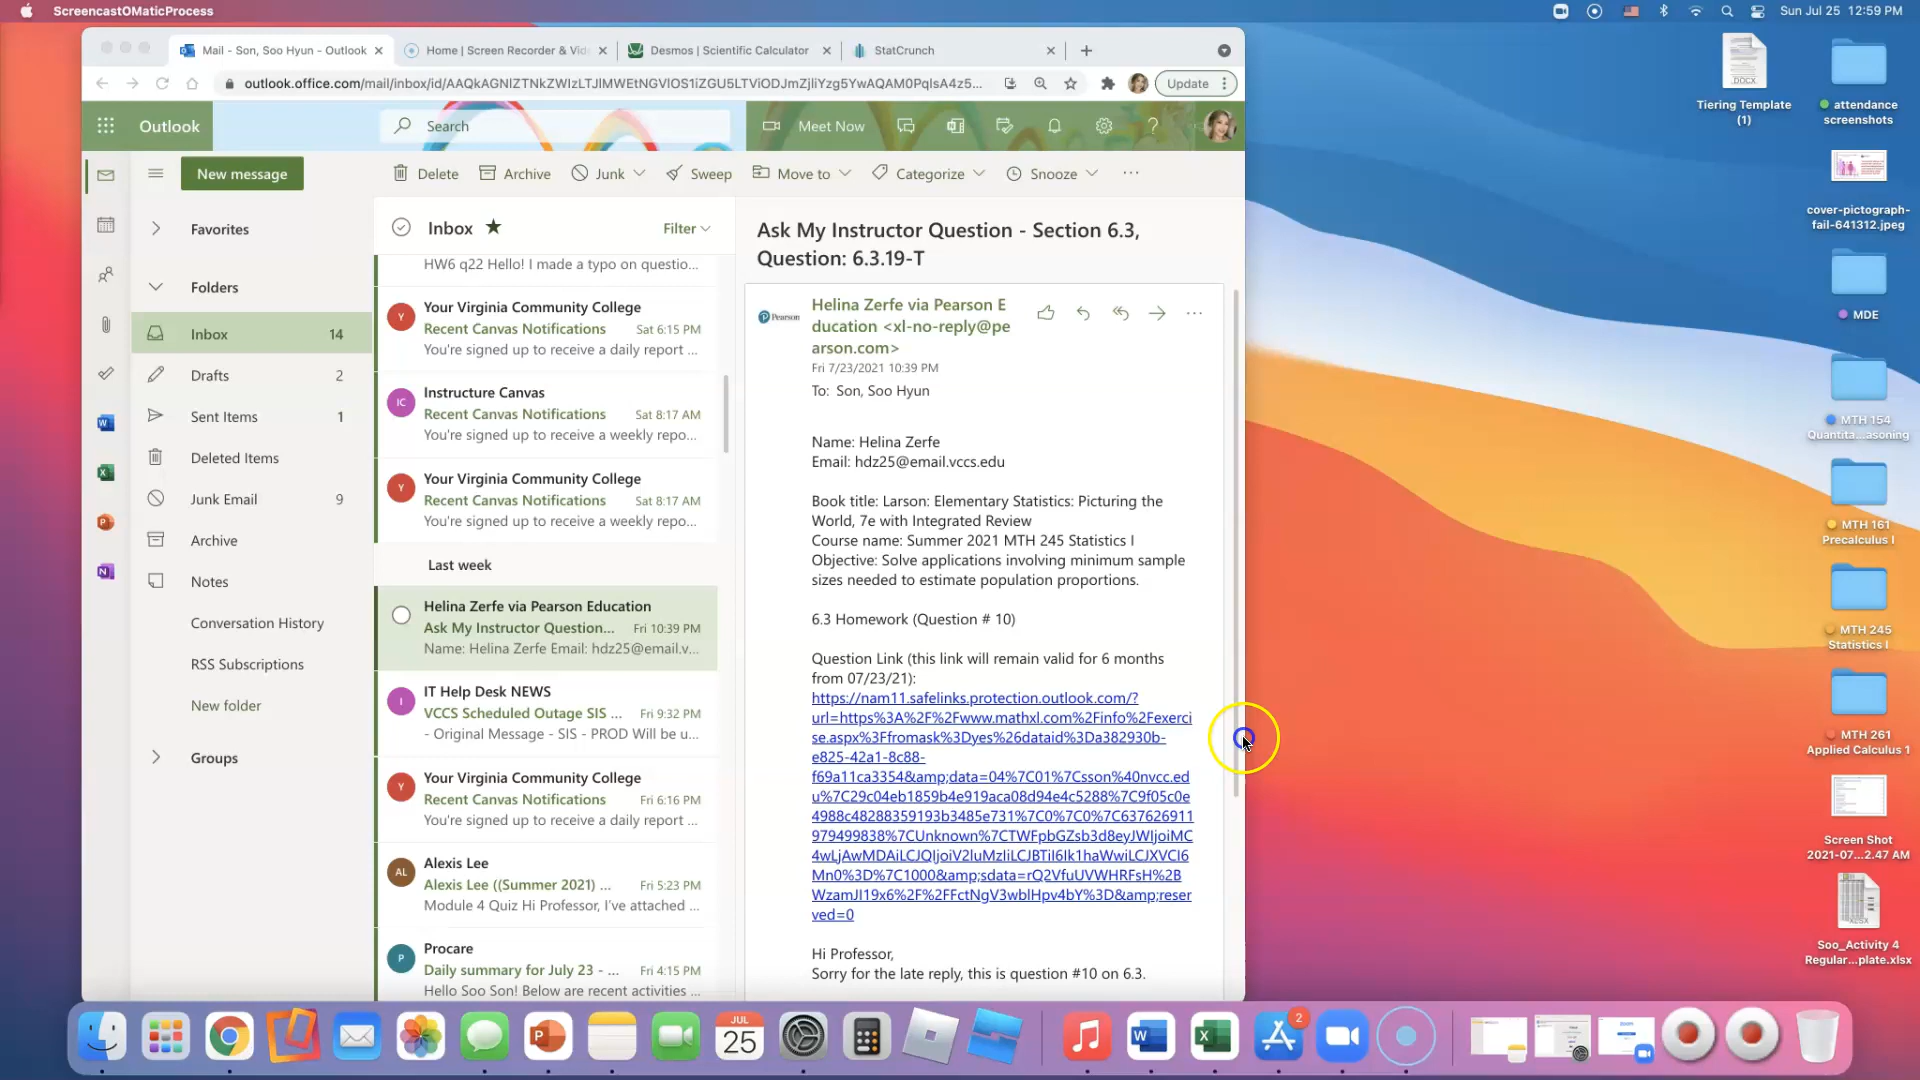 ScreencastOMaticProcess
Sun Jul 25 12:59 PM
Mail - Son, Soo Hyun - Outlook
Home | Screen Recorder & Vid
Desmos | Scientific Calculator
StatCrunch
outlook.office.com/mail/inbox/id/AAQkAGNlZTNkZWIzLTJlMWEtNGVlOS1iZGU5LTViODJmZjliYzg5YwAQAM0PqlsA4z5...
Update
Outlook
Search
Meet Now
New message
Delete
Archive
Junk
Sweep
Move to
Categorize
Snooze
Favorites
Folders
Inbox 14
Drafts 2
Sent Items 1
Deleted Items
Junk Email 9
Archive
Notes
Conversation History
RSS Subscriptions
New folder
Groups
Inbox
Filter
HW6 q22 Hello! I made a typo on questio...
Y
Your Virginia Community College
Recent Canvas Notifications Sat 6:15 PM
You're signed up to receive a daily report ...
IC
Instructure Canvas
Recent Canvas Notifications Sat 8:17 AM
You're signed up to receive a weekly repo...
Y
Your Virginia Community College
Recent Canvas Notifications Sat 8:17 AM
You're signed up to receive a weekly repo...
Last week
Helina Zerfe via Pearson Education
Ask My Instructor Question... Fri 10:39 PM
Name: Helina Zerfe Email: hdz25@email.v...
I
IT Help Desk NEWS
VCCS Scheduled Outage SIS ... Fri 9:32 PM
- Original Message - SIS - PROD Will be u...
Y
Your Virginia Community College
Recent Canvas Notifications Fri 6:16 PM
You're signed up to receive a daily report ...
AL
Alexis Lee
Alexis Lee ((Summer 2021) ... Fri 5:23 PM
Module 4 Quiz Hi Professor, I've attached ...
P
Procare
Daily summary for July 23 - ... Fri 4:15 PM
Hello Soo Son! Below are recent activities ...
Ask My Instructor Question - Section 6.3,
Question: 6.3.19-T
Pearson
Helina Zerfe via Pearson E
ducation <xl-no-reply@pe
arson.com>
Fri 7/23/2021 10:39 PM
To: Son, Soo Hyun
Name: Helina Zerfe
Email: hdz25@email.vccs.edu
Book title: Larson: Elementary Statistics: Picturing the
World, 7e with Integrated Review
Course name: Summer 2021 MTH 245 Statistics I
Objective: Solve applications involving minimum sample
sizes needed to estimate population proportions.
6.3 Homework (Question # 10)
Question Link (this link will remain valid for 6 months
from 07/23/21):
https://nam11.safelinks.protection.outlook.com/?
url=https%3A%2F%2Fwww.mathxl.com%2Finfo%2Fexerci
se.aspx%3Ffromask%3Dyes%26dataid%3Da382930b-
e825-42a1-8c88-
f69a11ca3354&amp;data=04%7C01%7Csson%40nvcc.ed
u%7C29c04eb1859b4e919aca08d94e4c5288%7C9f05c0e
4988c48288359193b3485e731%7C0%7C0%7C637626911
979499838%7CUnknown%7CTWFpbGZsb3d8eyJWIjoiMC
4wLjAwMDAiLCJQIjoiV2luMzIiLCJBTiI6Ik1haWwiLCJXVCI6
Mn0%3D%7C1000&amp;sdata=rQ2VfuUVWHRFsH%2B
WzamJI19x6%2F%2FFctNgV3wblHpv4bY%3D&amp;reser
ved=0
Hi Professor,
Sorry for the late reply, this is question #10 on 6.3.
DOCX
Tiering Template
(1)
attendance
screenshots
cover-pictograph-
fail-641312.jpeg
MDE
MTH 154
Quantita...asoning
MTH 161
Precalculus I
MTH 245
Statistics I
MTH 261
Applied Calculus 1
Screen Shot
2021-07...2.47 AM
XLSX
Soo_Activity 4
Regular...plate.xlsx
JUL
25
2